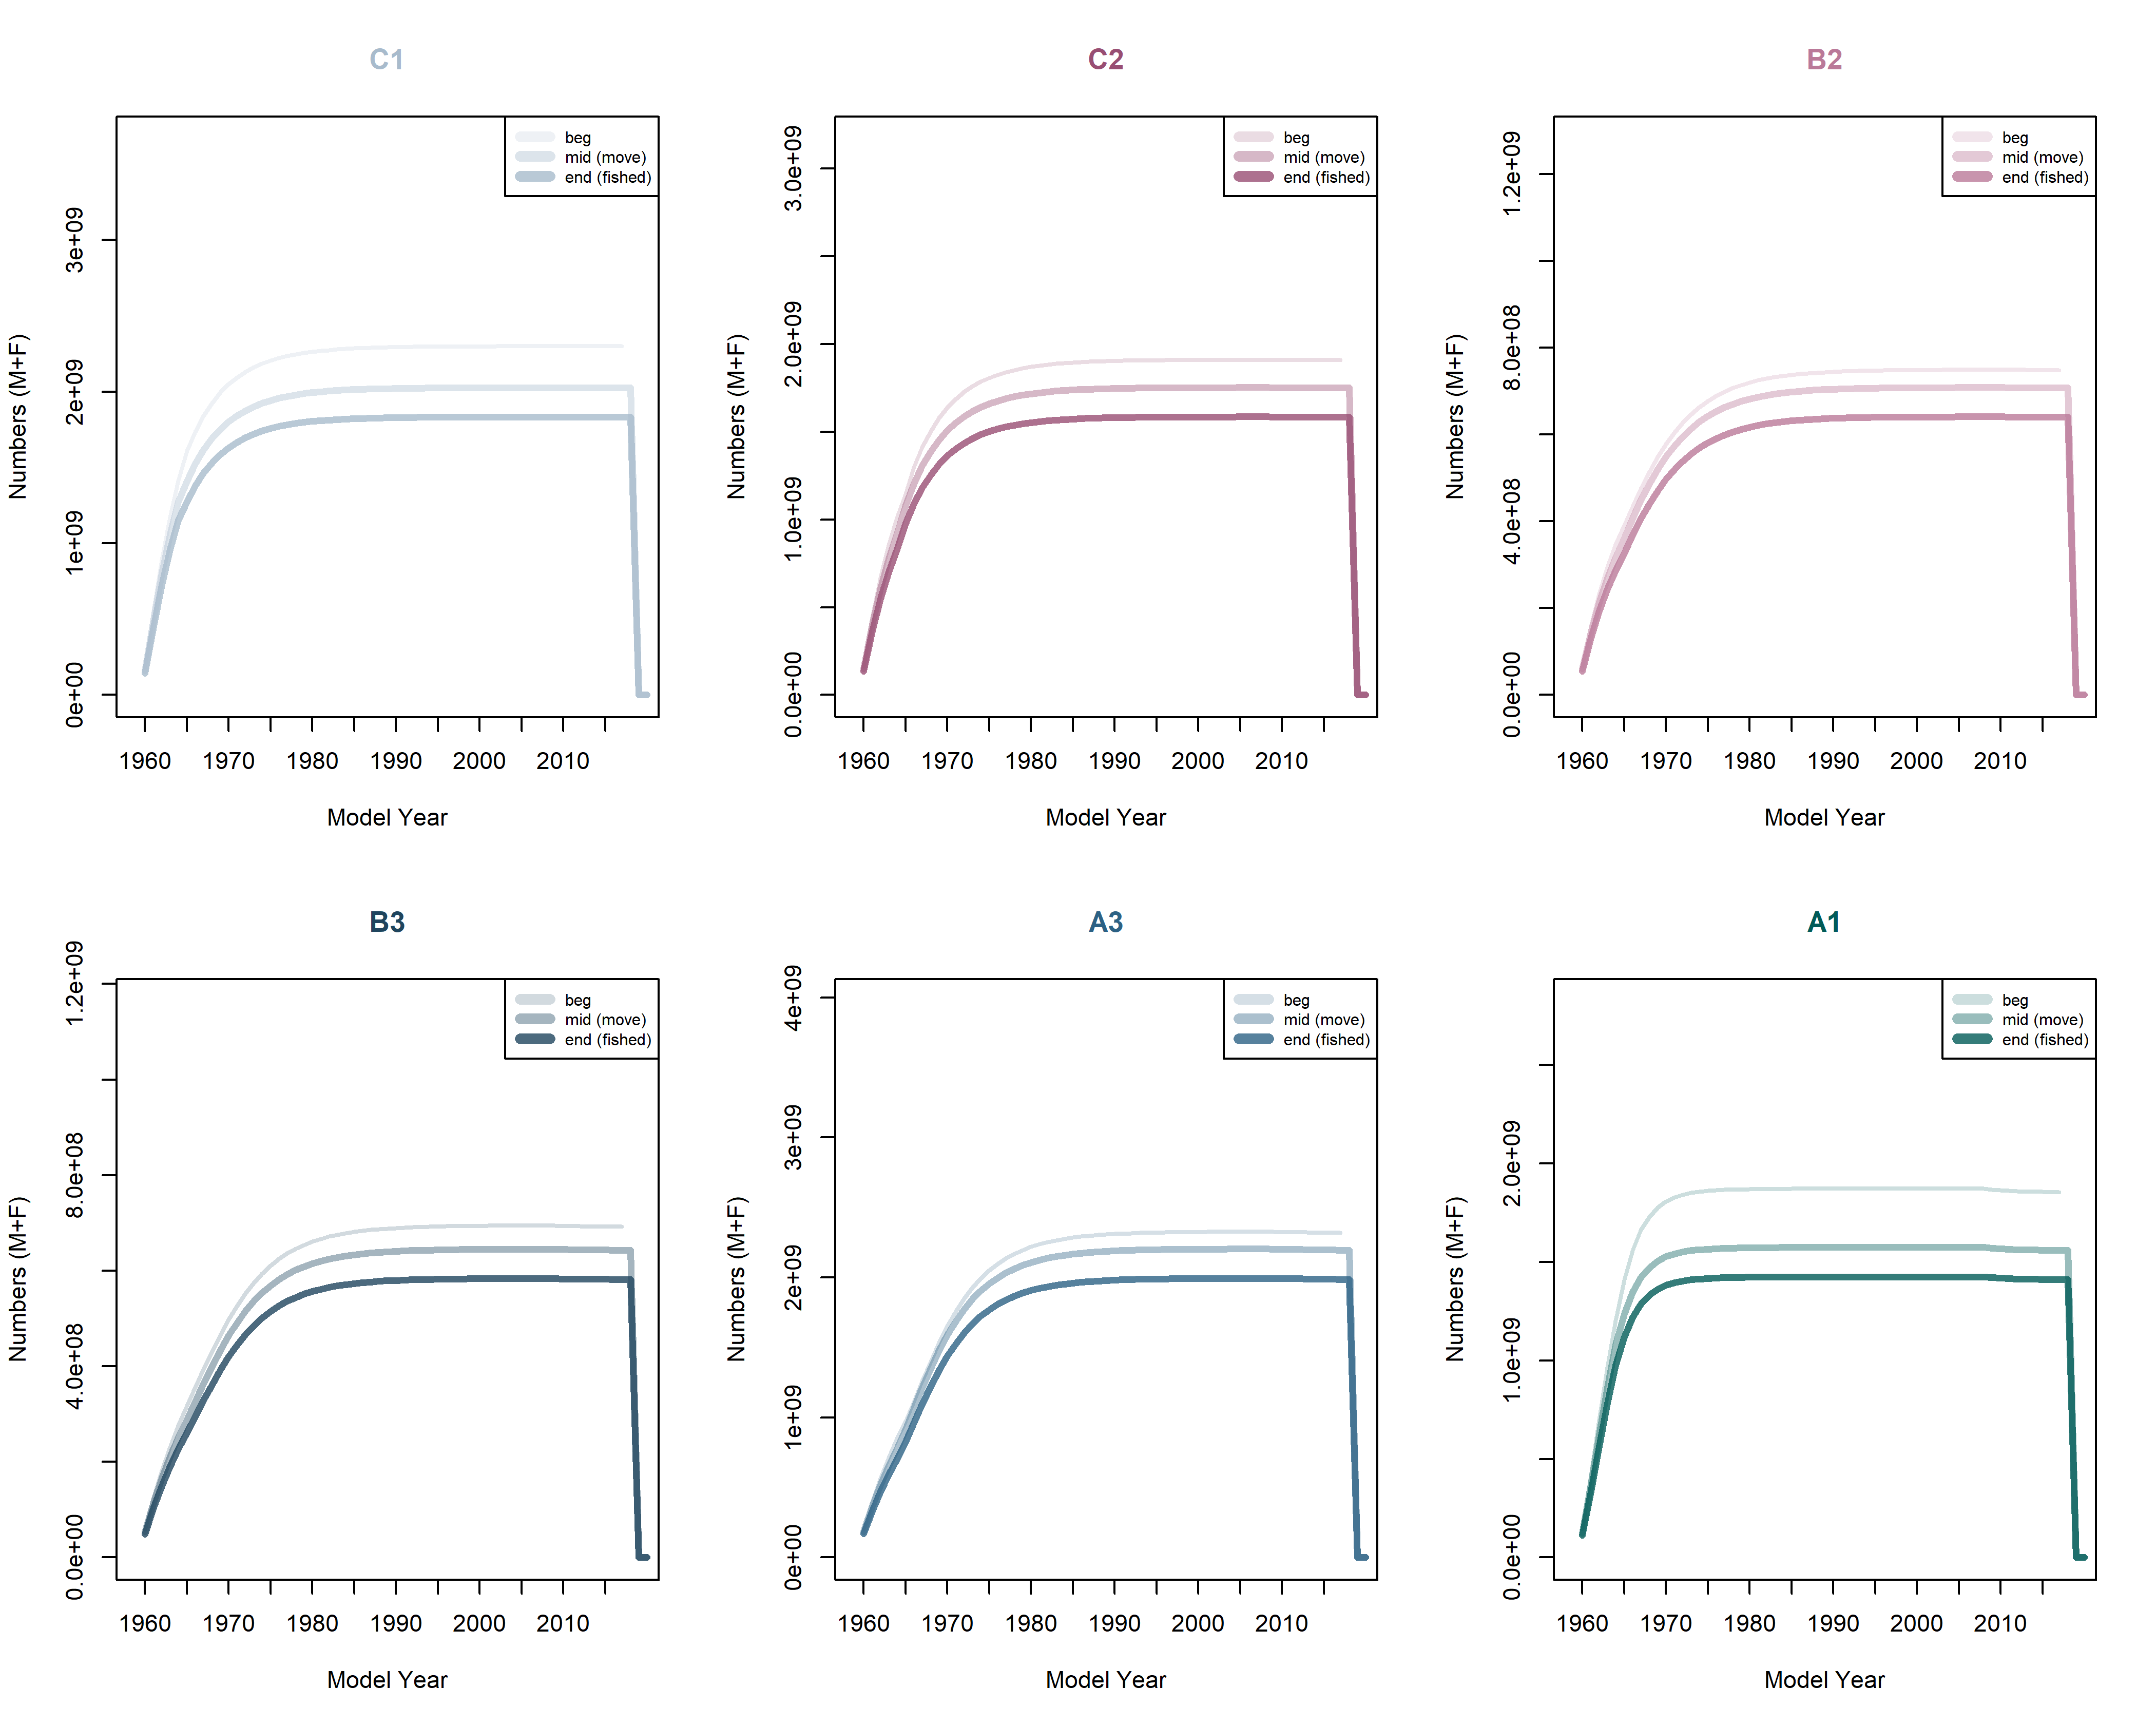 C1
beg
mid (move)
end (fished)
Numbers (M+F)
3e+09
2e+09
1e+09
0e+00
1960 1970 1980 1990 2000 2010
Model Year
C2
beg
mid (move)
end (fished)
Numbers (M+F)
3.0e+09
2.0e+09
1.0e+09
0.0e+00
1960 1970 1980 1990 2000 2010
Model Year
B2
beg
mid (move)
end (fished)
Numbers (M+F)
1.2e+09
8.0e+08
4.0e+08
0.0e+00
1960 1970 1980 1990 2000 2010
Model Year
B3
beg
mid (move)
end (fished)
Numbers (M+F)
1.2e+09
8.0e+08
4.0e+08
0.0e+00
1960 1970 1980 1990 2000 2010
Model Year
A3
beg
mid (move)
end (fished)
Numbers (M+F)
4e+09
3e+09
2e+09
1e+09
0e+00
1960 1970 1980 1990 2000 2010
Model Year
A1
beg
mid (move)
end (fished)
Numbers (M+F)
2.0e+09
1.0e+09
0.0e+00
1960 1970 1980 1990 2000 2010
Model Year